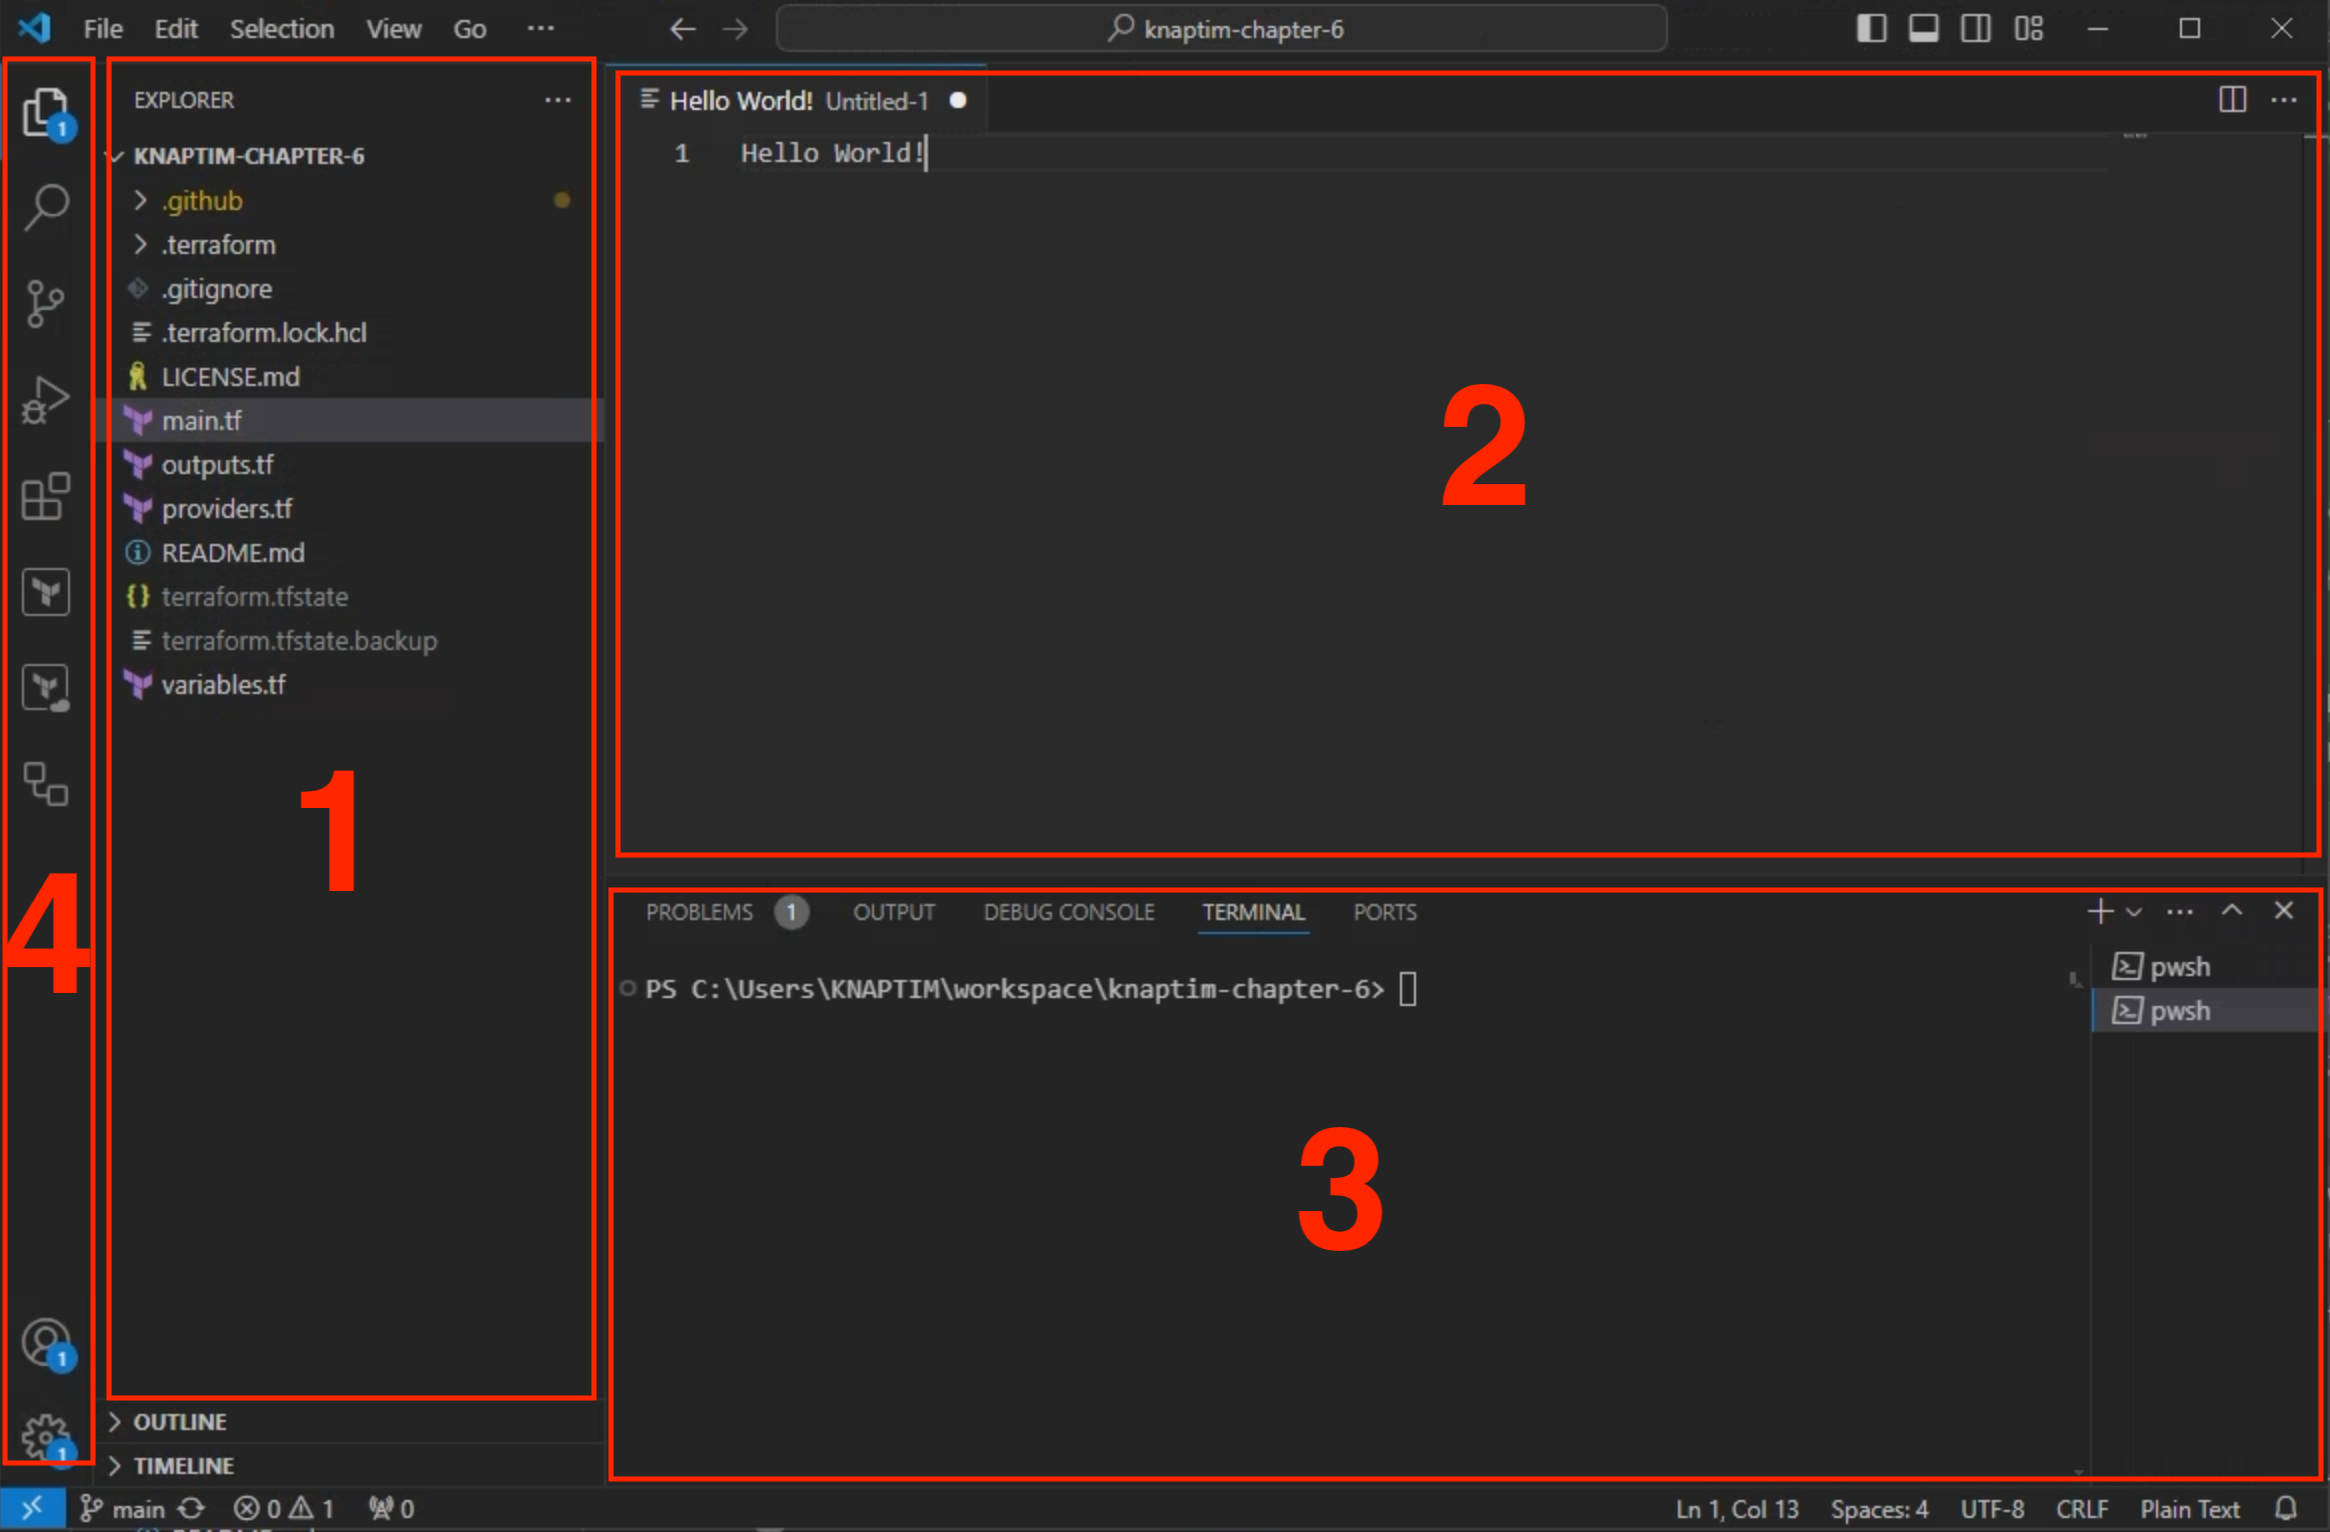 File Edit Selection View Go ...
knaptim-chapter-6
EXPLORER ...
KNAPTIM-CHAPTER-6
.github
.terraform
.gitignore
.terraform.lock.hcl
LICENSE.md
main.tf
outputs.tf
providers.tf
README.md
terraform.tfstate
terraform.tfstate.backup
variables.tf
OUTLINE
TIMELINE
1
1
1
4
1
Hello World! Untitled-1
1 Hello World!
2
PROBLEMS 1 OUTPUT DEBUG CONSOLE TERMINAL PORTS
PS C:\Users\KNAPTIM\workspace\knaptim-chapter-6>
pwsh
pwsh
3
main 0 1 0
Ln 1, Col 13 Spaces: 4 UTF-8 CRLF Plain Text